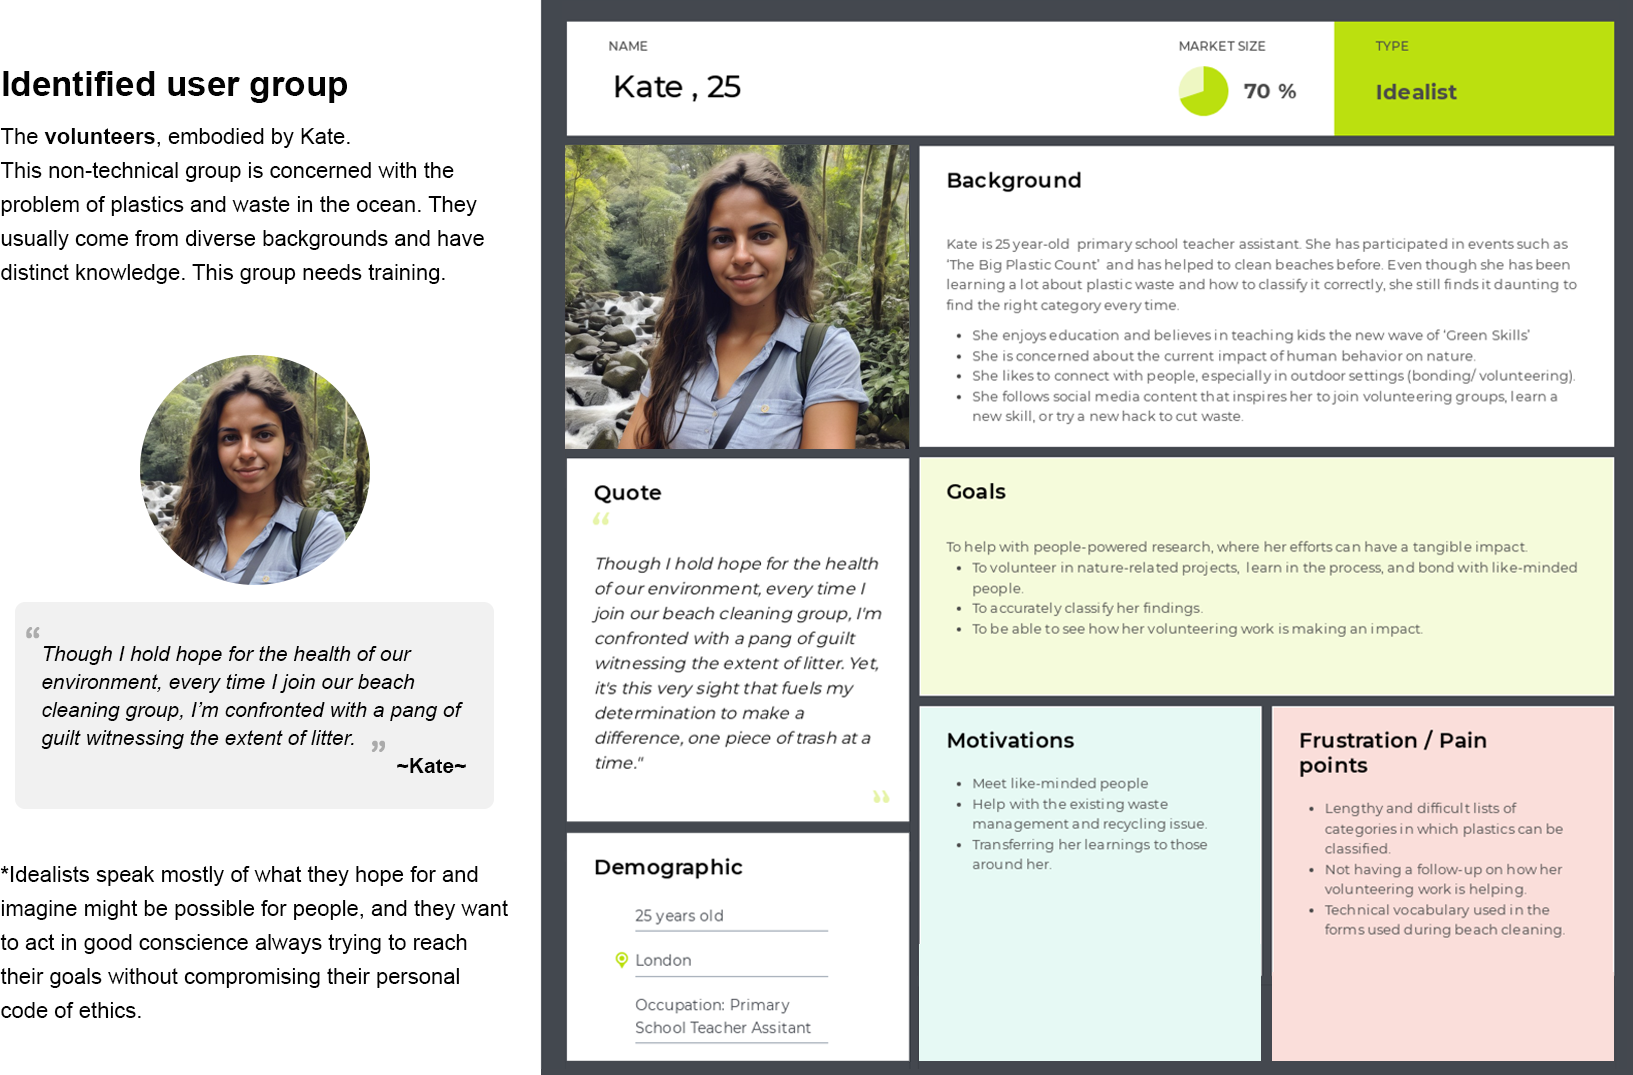 Identified user group
The volunteers, embodied by Kate.
This non-technical group is concerned with the
problem of plastics and waste in the ocean. They
usually come from diverse backgrounds and have
distinct knowledge. This group needs training.
“
Though I hold hope for the health of our
environment, every time I join our beach
cleaning group, I’m confronted with a pang of
guilt witnessing the extent of litter.
”
~Kate~
*Idealists speak mostly of what they hope for and
imagine might be possible for people, and they want
to act in good conscience always trying to reach
their goals without compromising their personal
code of ethics.
NAME
Kate , 25
MARKET SIZE
70 %
TYPE
Idealist
Background
Kate is 25 year-old  primary school teacher assistant. She has participated in events such as
‘The Big Plastic Count’  and has helped to clean beaches before. Even though she has been
learning a lot about plastic waste and how to classify it correctly, she still finds it daunting to
find the right category every time.
• She enjoys education and believes in teaching kids the new wave of ‘Green Skills’
• She is concerned about the current impact of human behavior on nature.
• She likes to connect with people, especially in outdoor settings (bonding/ volunteering).
• She follows social media content that inspires her to join volunteering groups, learn a
new skill, or try a new hack to cut waste.
Quote
“
Though I hold hope for the health
of our environment, every time I
join our beach cleaning group, I'm
confronted with a pang of guilt
witnessing the extent of litter. Yet,
it's this very sight that fuels my
determination to make a
difference, one piece of trash at a
time."
”
Goals
To help with people-powered research, where her efforts can have a tangible impact.
• To volunteer in nature-related projects,  learn in the process, and bond with like-minded
people.
• To accurately classify her findings.
• To be able to see how her volunteering work is making an impact.
Demographic
25 years old
London
Occupation: Primary
School Teacher Assitant
Motivations
• Meet like-minded people
• Help with the existing waste
management and recycling issue.
• Transferring her learnings to those
around her.
Frustration / Pain
points
• Lengthy and difficult lists of
categories in which plastics can be
classified.
• Not having a follow-up on how her
volunteering work is helping.
• Technical vocabulary used in the
forms used during beach cleaning.